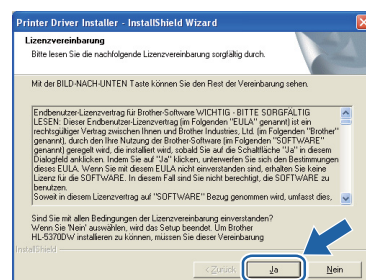 Printer Driver Installer - InstallShield Wizard
Lizenzvereinbarung
Bitte lesen Sie die nachfolgende Lizenzvereinbarung sorgfältig durch.
Mit der BILD-NACH-UNTEN Taste können Sie den Rest der Vereinbarung sehen.
Endbenutzer-Lizenzvertrag für Brother-Software WICHTIG - BITTE SORGFÄLTIG
LESEN: Dieser Endbenutzer-Lizenzvertrag (im Folgenden "EULA" genannt) ist ein
rechtsgültiger Vertrag zwischen Ihnen und Brother Industries, Ltd. (im Folgenden "Brother"
genannt), durch den Ihre Nutzung der Brother-Software (im Folgenden "SOFTWARE"
genannt) geregelt wird, die installiert wird, sobald Sie auf die Schaltfläche "Ja" in diesem
Dialogfeld anklicken. Indem Sie auf "Ja" klicken, unterwerfen Sie sich den Bestimmungen
dieses EULA. Wenn Sie mit diesem EULA nicht einverstanden sind, erhalten Sie keine
Lizenz für die SOFTWARE. In diesem Fall sind Sie nicht berechtigt, die SOFTWARE zu
benutzen.
Soweit in diesem Lizenzvertrag auf "SOFTWARE" Bezug genommen wird, umfasst dies,
Sind Sie mit allen Bedingungen der Lizenzvereinbarung einverstanden?
Wenn Sie 'Nein' auswählen, wird das Setup beendet. Um Brother
HL-5370DW installieren zu können, müssen Sie dieser Vereinbarung
InstallShield
< Zurück
Ja
Nein